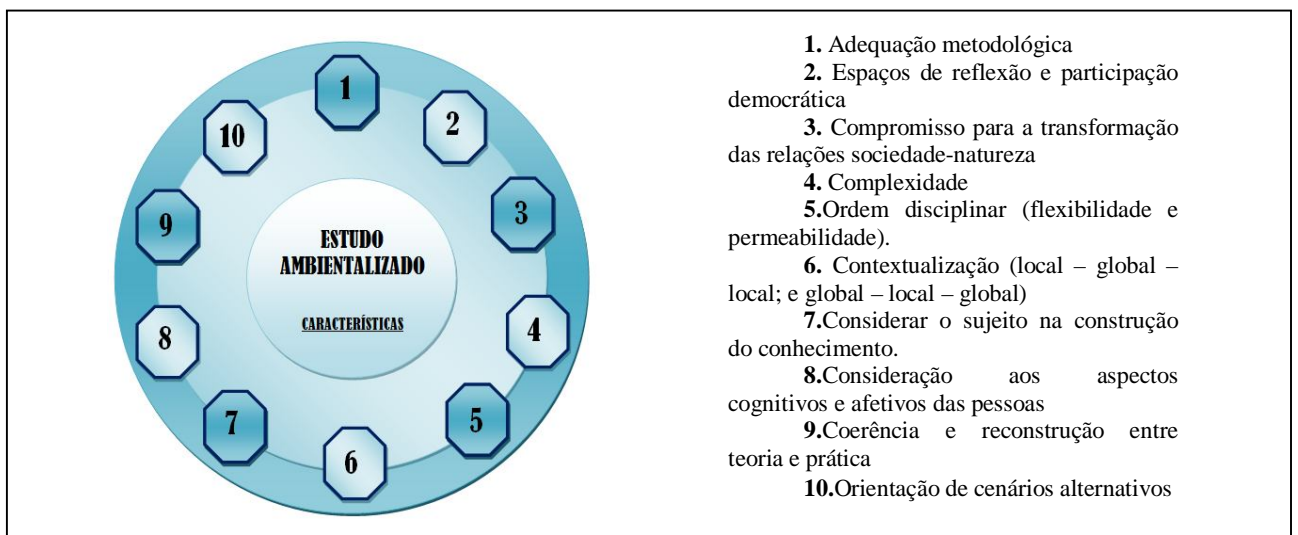 1
2
3
4
5
6
7
8
9
10
ESTUDO
AMBIENTALIZADO
CARACTERÍSTICAS
1. Adequação metodológica
2. Espaços de reflexão e participação
democrática
3. Compromisso para a transformação
das relações sociedade-natureza
4. Complexidade
5.Ordem disciplinar (flexibilidade e
permeabilidade).
6. Contextualização (local – global –
local; e global – local – global)
7.Considerar o sujeito na construção
do conhecimento.
8.Consideração aos aspectos
cognitivos e afetivos das pessoas
9.Coerência e reconstrução entre
teoria e prática
10.Orientação de cenários alternativos